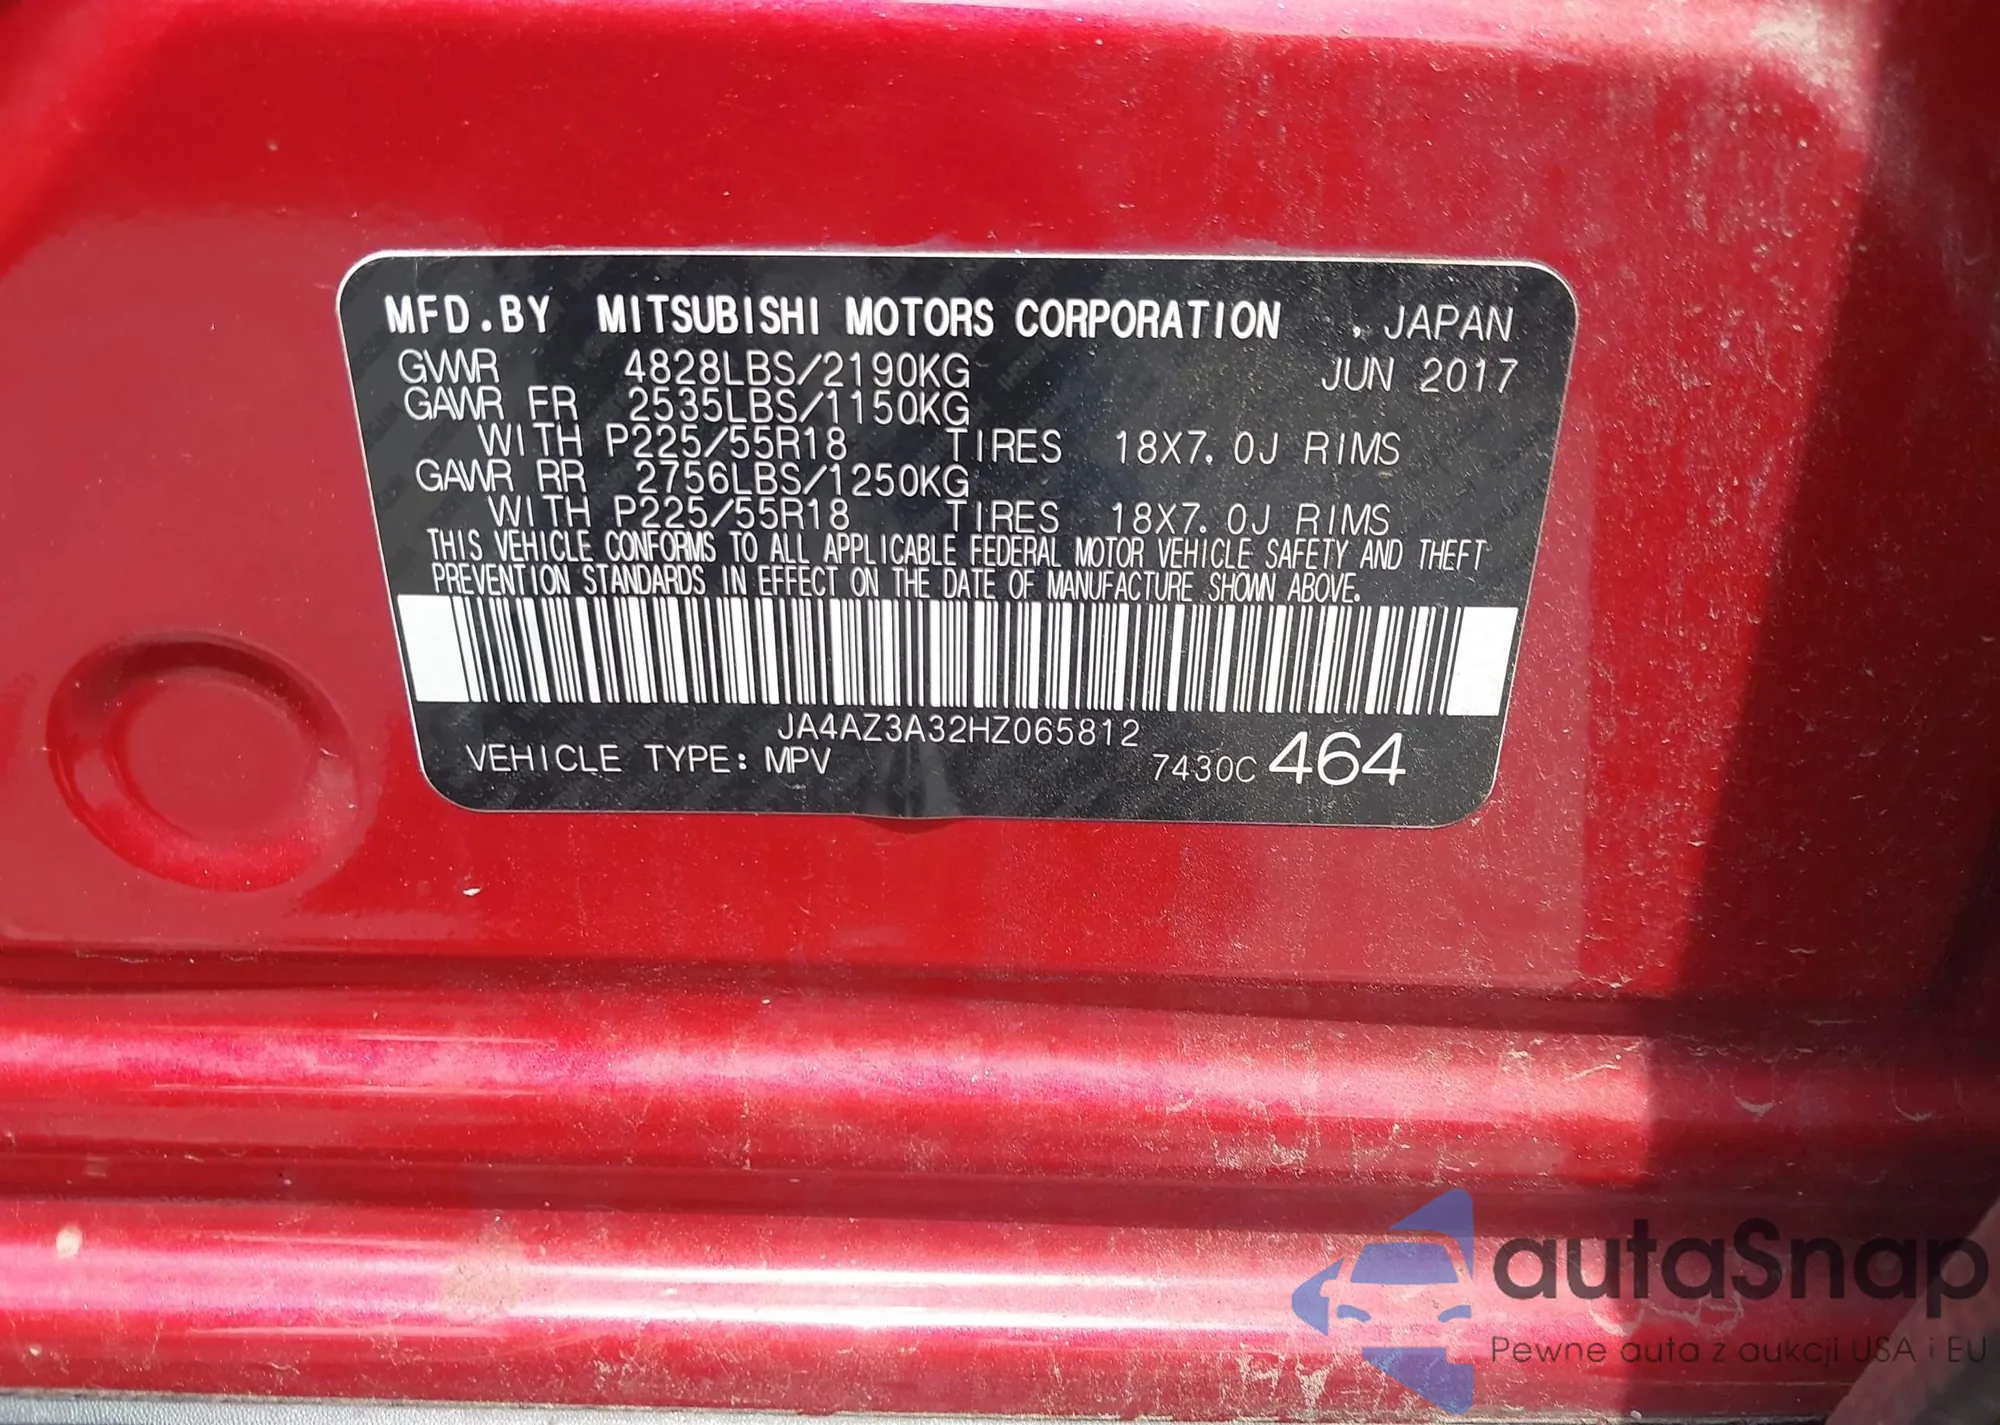 MFD.BY MITSUBISHI MOTORS CORPORATION , JAPAN
GVWR 4828LBS/2190KG JUN 2017
GAWR FR 2535LBS/1150KG
WITH P225/55R18 TIRES 18X7.0J RIMS
GAWR RR 2756LBS/1250KG
WITH P225/55R18 TIRES 18X7.0J RIMS
THIS VEHICLE CONFORMS TO ALL APPLICABLE FEDERAL MOTOR VEHICLE SAFETY AND THEFT
PREVENTION STANDARDS IN EFFECT ON THE DATE OF MANUFACTURE SHOWN ABOVE.
JA4AZ3A32HZ065812
VEHICLE TYPE: MPV 7430C 464
autaSnap
Pewne auta z aukcji USA i EU